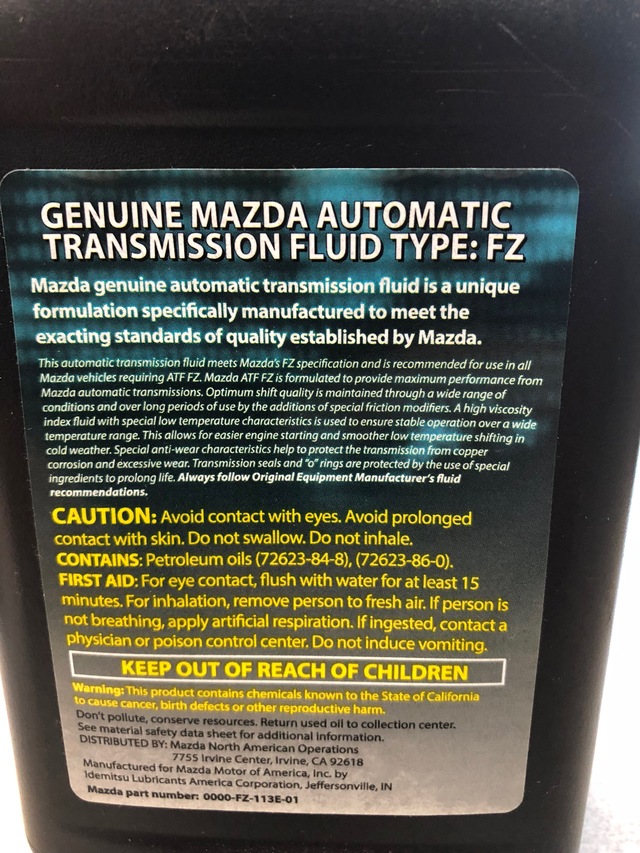 GENUINE MAZDA AUTOMATIC
TRANSMISSION FLUID TYPE: FZ
Mazda genuine automatic transmission fluid is a unique
formulation specifically manufactured to meet the
exacting standards of quality established by Mazda.
This automatic transmission fluid meets Mazda's FZ specification and is recommended for use in all
Mazda vehicles requiring ATF FZ. Mazda ATF FZ is formulated to provide maximum performance from
Mazda automatic transmissions. Optimum shift quality is maintained through a wide range of
conditions and over long periods of use by the additions of special friction modifiers. A high viscosity
index fluid with special low temperature characteristics is used to ensure stable operation over a wide
temperature range. This allows for easier engine starting and smoother low temperature shifting in
cold weather. Special anti-wear characteristics help to protect the transmission from copper
corrosion and excessive wear. Transmission seals and "o" rings are protected by the use of special
ingredients to prolong life. Always follow Original Equipment Manufacturer's fluid
recommendations.
CAUTION: Avoid contact with eyes. Avoid prolonged
contact with skin. Do not swallow. Do not inhale.
CONTAINS: Petroleum oils (72623-84-8), (72623-86-0).
FIRST AID: For eye contact, flush with water for at least 15
minutes. For inhalation, remove person to fresh air. If person is
not breathing, apply artificial respiration. If ingested, contact a
physician or poison control center. Do not induce vomiting.
KEEP OUT OF REACH OF CHILDREN
Warning: This product contains chemicals known to the State of California
to cause cancer, birth defects or other reproductive harm.
Don't pollute, conserve resources. Return used oil to collection center.
See material safety data sheet for additional information.
DISTRIBUTED BY: Mazda North American Operations
7755 Irvine Center, Irvine, CA 92618
Manufactured for Mazda Motor of America, Inc. by
Idemitsu Lubricants America Corporation, Jeffersonville, IN
Mazda part number: 0000-FZ-113E-01